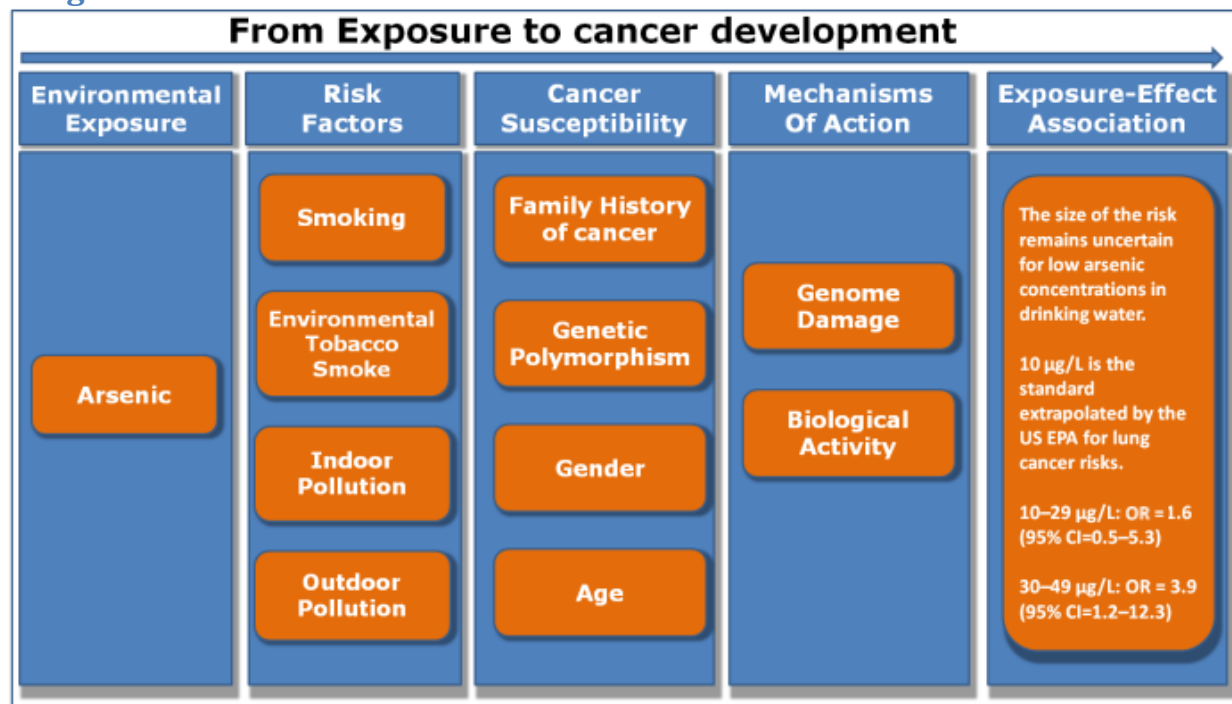 From Exposure to cancer development
Environmental
Exposure
Risk
Factors
Cancer
Susceptibility
Mechanisms
Of Action
Exposure-Effect
Association
Arsenic
Smoking
Environmental
Tobacco
Smoke
Indoor
Pollution
Outdoor
Pollution
Family History
of cancer
Genetic
Polymorphism
Gender
Age
Genome
Damage
Biological
Activity
The size of the risk
remains uncertain
for low arsenic
concentrations in
drinking water.
10 µg/L is the
standard
extrapolated by the
US EPA for lung
cancer risks.
10–29 µg/L: OR =1.6
(95% CI=0.5–5.3)
30–49 µg/L: OR = 3.9
(95% CI=1.2–12.3)